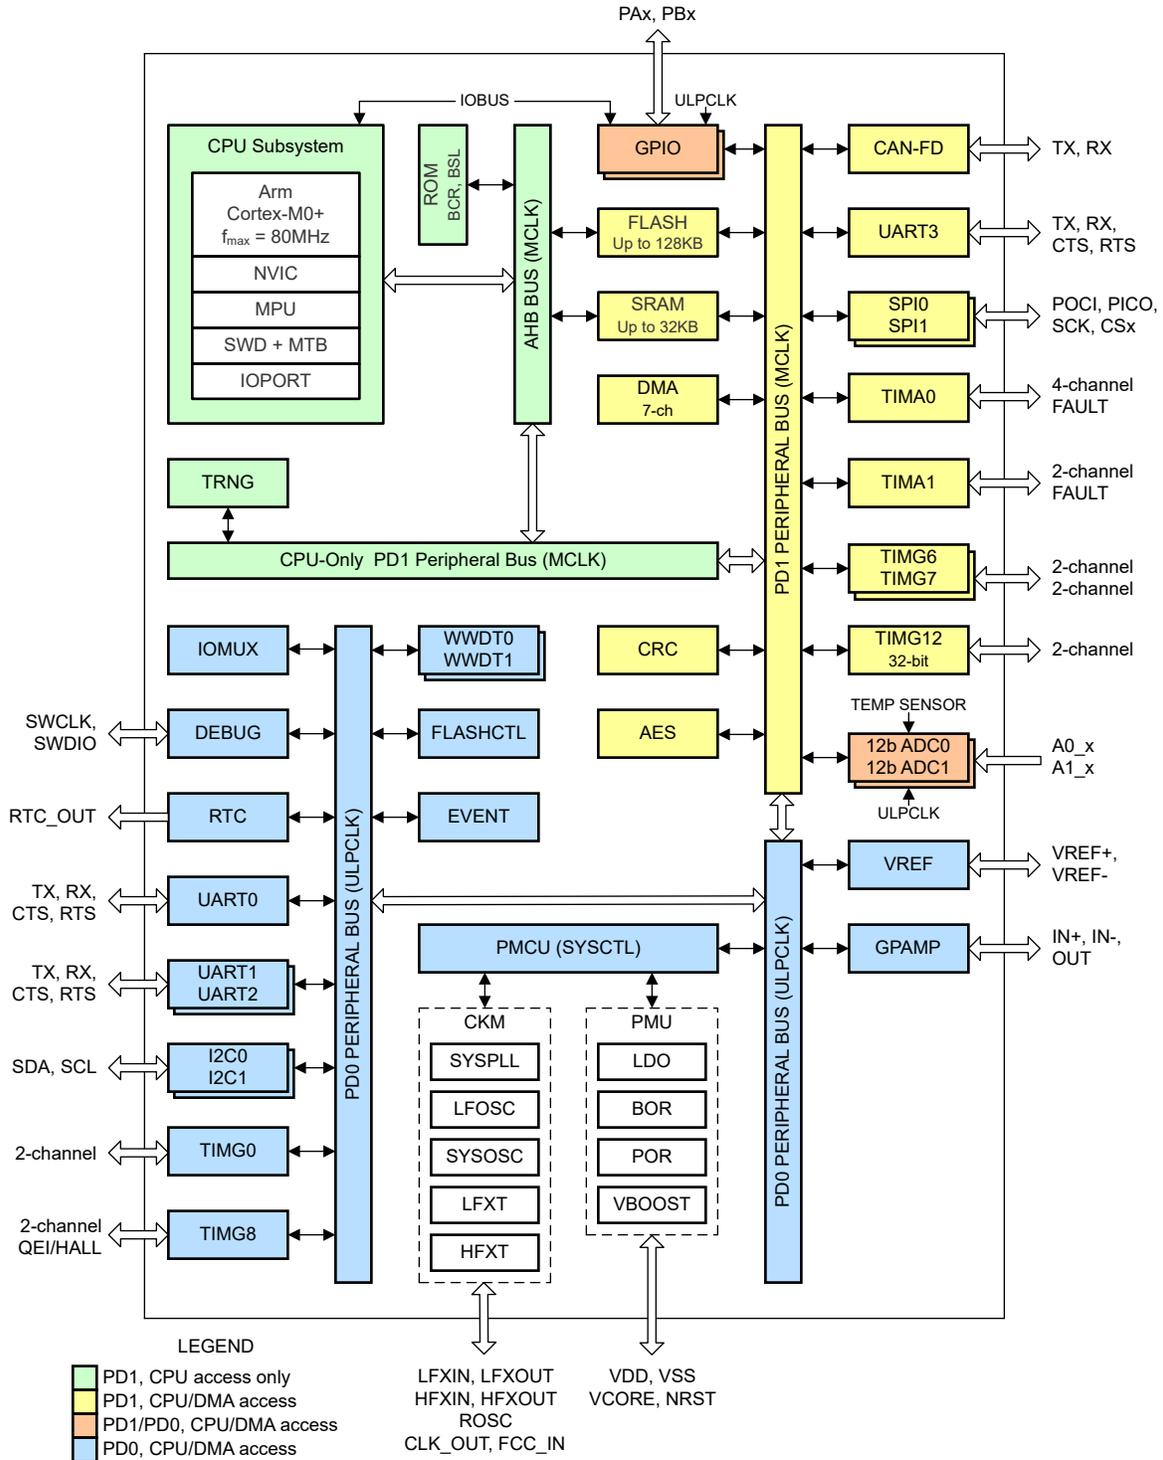 PAx, PBx
IOBUS
ULPCLK
CPU Subsystem
Arm
Cortex-M0+
fmax = 80MHz
NVIC
MPU
SWD + MTB
IOPORT
ROM
BCR, BSL
AHB BUS (MCLK)
GPIO
FLASH
Up to 128KB
SRAM
Up to 32KB
DMA
7-ch
PD1 PERIPHERAL BUS (MCLK)
CAN-FD
TX, RX
UART3
TX, RX,
CTS, RTS
SPI0
SPI1
POCI, PICO,
SCK, CSx
TIMA0
4-channel
FAULT
TIMA1
2-channel
FAULT
TIMG6
TIMG7
2-channel
2-channel
TIMG12
32-bit
2-channel
TEMP SENSOR
12b ADC0
12b ADC1
A0_x
A1_x
ULPCLK
TRNG
CPU-Only PD1 Peripheral Bus (MCLK)
CRC
AES
IOMUX
SWCLK,
SWDIO
DEBUG
RTC_OUT
RTC
TX, RX,
CTS, RTS
UART0
TX, RX,
CTS, RTS
UART1
UART2
SDA, SCL
I2C0
I2C1
2-channel
TIMG0
2-channel
QEI/HALL
TIMG8
PD0 PERIPHERAL BUS (ULPCLK)
WWDT0
WWDT1
FLASHCTL
EVENT
PMCU (SYSCTL)
CKM
SYSPLL
LFOSC
SYSOSC
LFXT
HFXT
PMU
LDO
BOR
POR
VBOOST
PD0 PERIPHERAL BUS (ULPCLK)
VREF
VREF+,
VREF-
GPAMP
IN+, IN-,
OUT
LFXIN, LFXOUT
HFXIN, HFXOUT
ROSC
CLK_OUT, FCC_IN
VDD, VSS
VCORE, NRST
LEGEND
PD1, CPU access only
PD1, CPU/DMA access
PD1/PD0, CPU/DMA access
PD0, CPU/DMA access